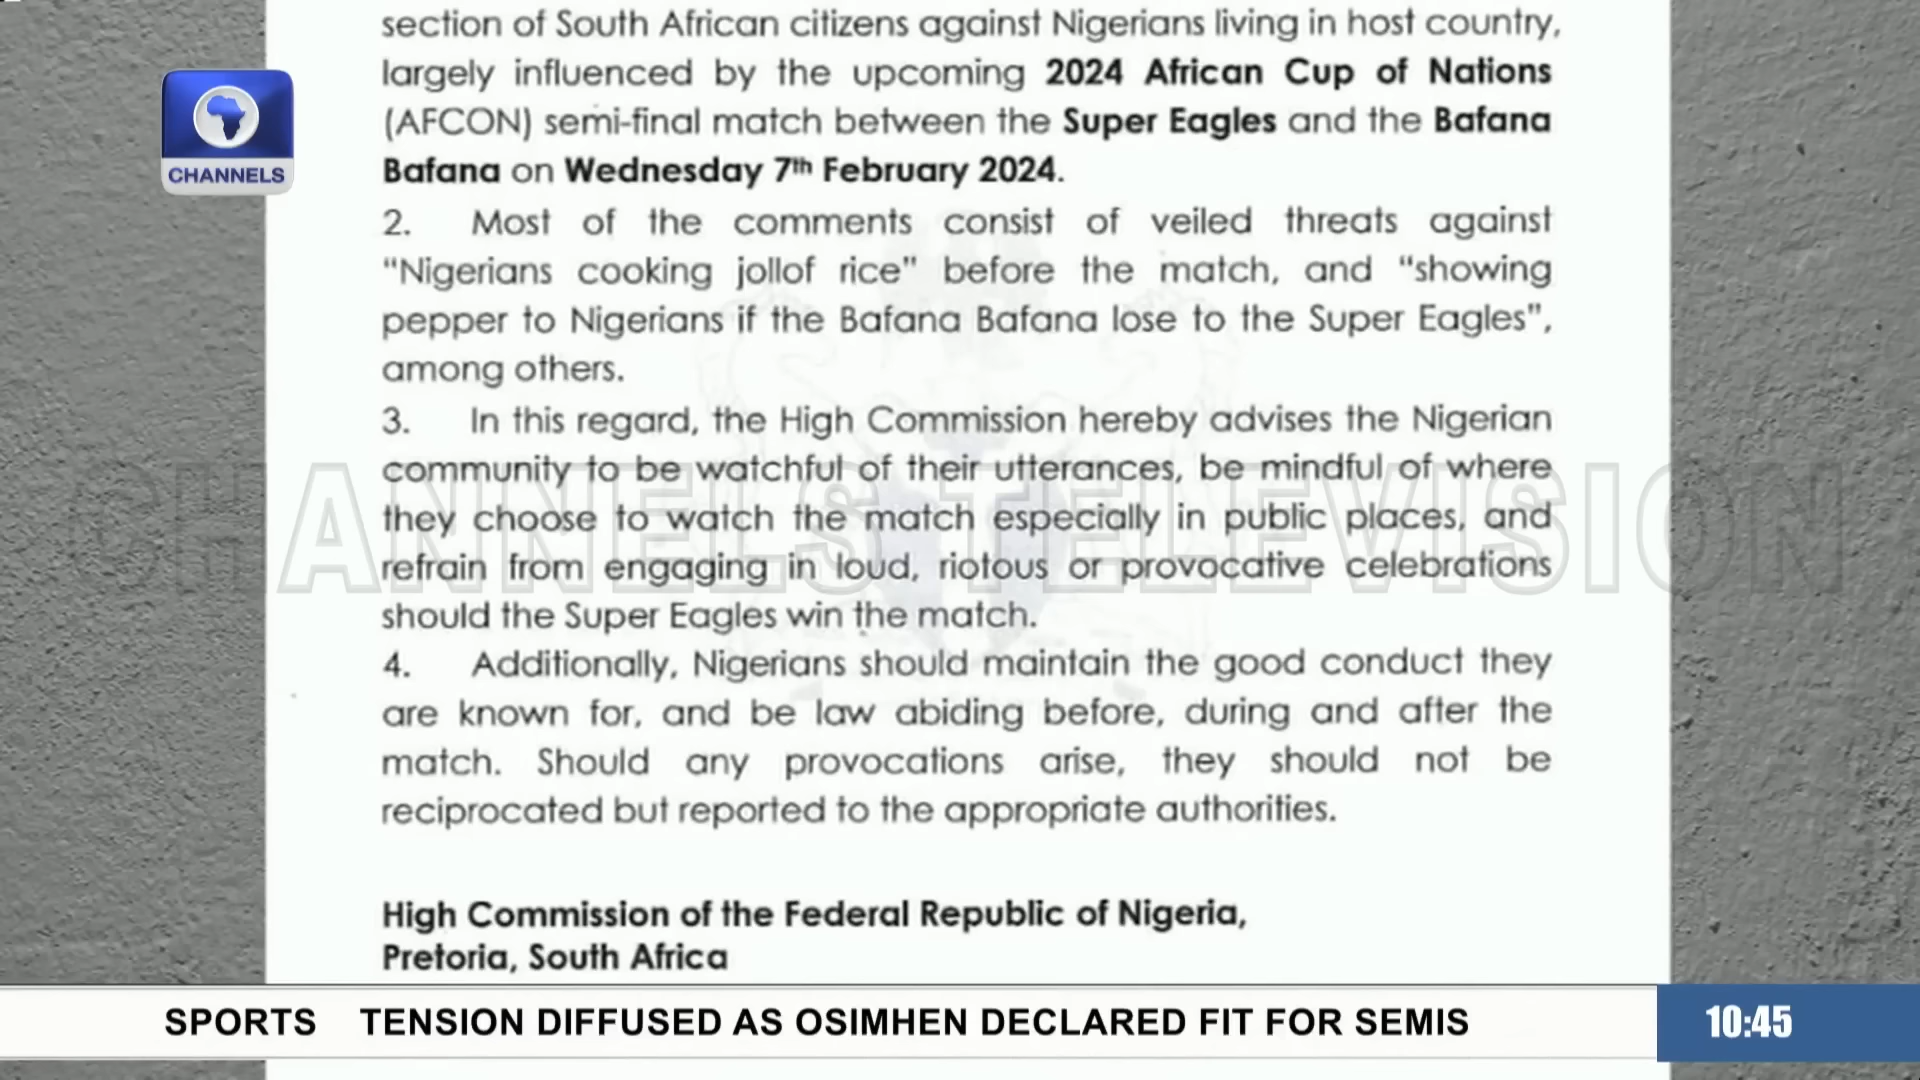 section of South African citizens against Nigerians living in host country,
largely influenced by the upcoming 2024 African Cup of Nations
(AFCON) semi-final match between the Super Eagles and the Bafana
Bafana on Wednesday 7th February 2024.
2. Most of the comments consist of veiled threats against
“Nigerians cooking jollof rice” before the match, and “showing
pepper to Nigerians if the Bafana Bafana lose to the Super Eagles”,
among others.
3. In this regard, the High Commission hereby advises the Nigerian
community to be watchful of their utterances, be mindful of where
they choose to watch the match especially in public places, and
refrain from engaging in loud, riotous or provocative celebrations
should the Super Eagles win the match.
4. Additionally, Nigerians should maintain the good conduct they
are known for, and be law abiding before, during and after the
match. Should any provocations arise, they should not be
reciprocated but reported to the appropriate authorities.
High Commission of the Federal Republic of Nigeria,
Pretoria, South Africa
CHANNELS
CHANNELS TELEVISION
SPORTS TENSION DIFFUSED AS OSIMHEN DECLARED FIT FOR SEMIS
10:45